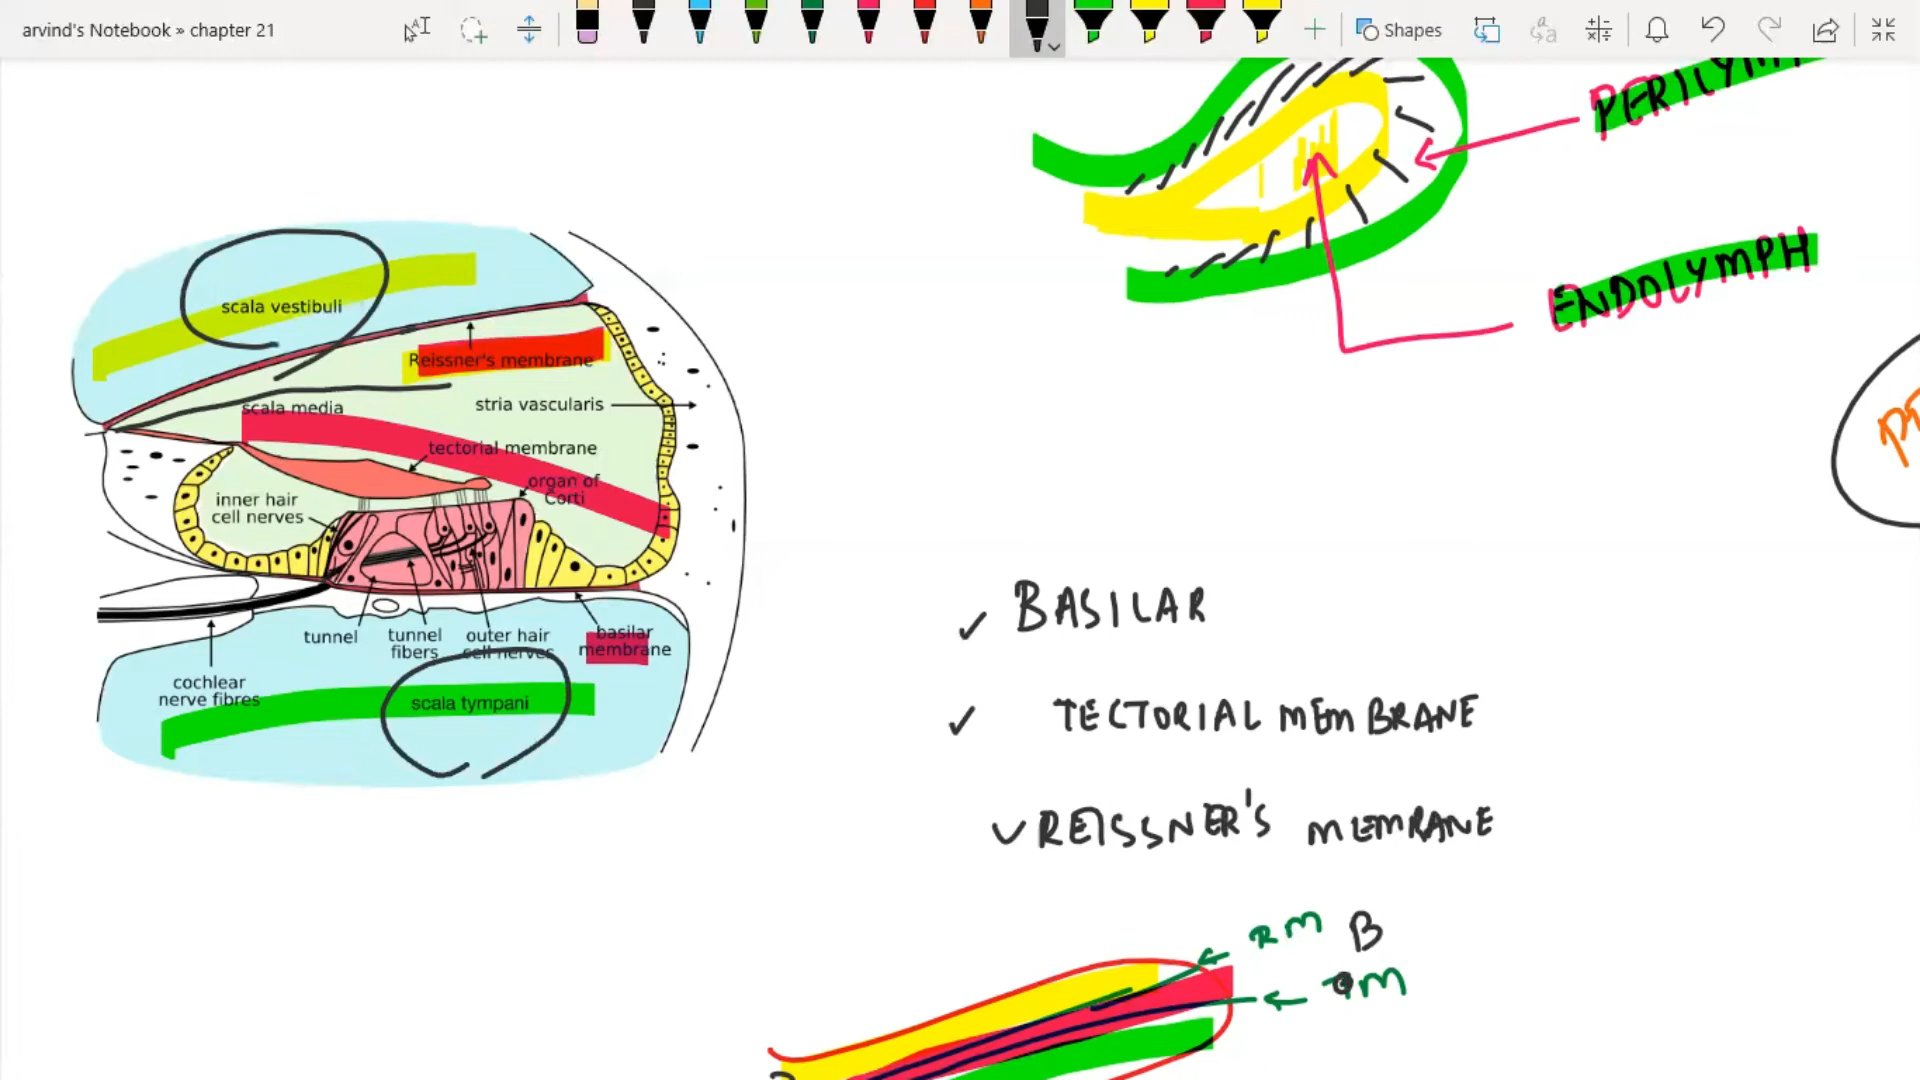 arvind's Notebook » chapter 21
Shapes
ENDOLYMPH
scala vestibuli
Reissner's membrane
scala media
stria vascularis
tectorial membrane
organ of
Corti
inner hair
cell nerves
tunnel
tunnel
fibers
outer hair
cell nerves
basilar
membrane
cochlear
nerve fibres
scala tympani
BASILAR
TECTORIAL MEMBRANE
REISSNER'S MEMRANE
RM B